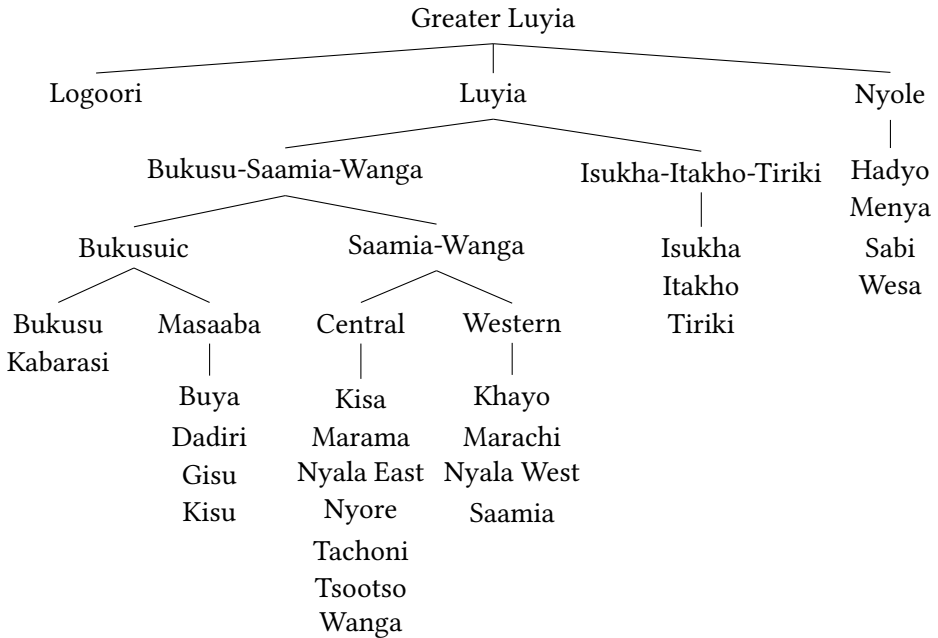 Greater Luyia
Logoori Luyia Nyole
Bukusu-Saamia-Wanga Isukha-Itakho-Tiriki Hadyo
Menya
Bukusuic Saamia-Wanga Isukha Sabi
Itakho Wesa
Bukusu Masaaba Central Western Tiriki
Kabarasi
Buya Kisa Khayo
Dadiri Marama Marachi
Gisu Nyala East Nyala West
Kisu Nyore Saamia
Tachoni
Tsootso
Wanga